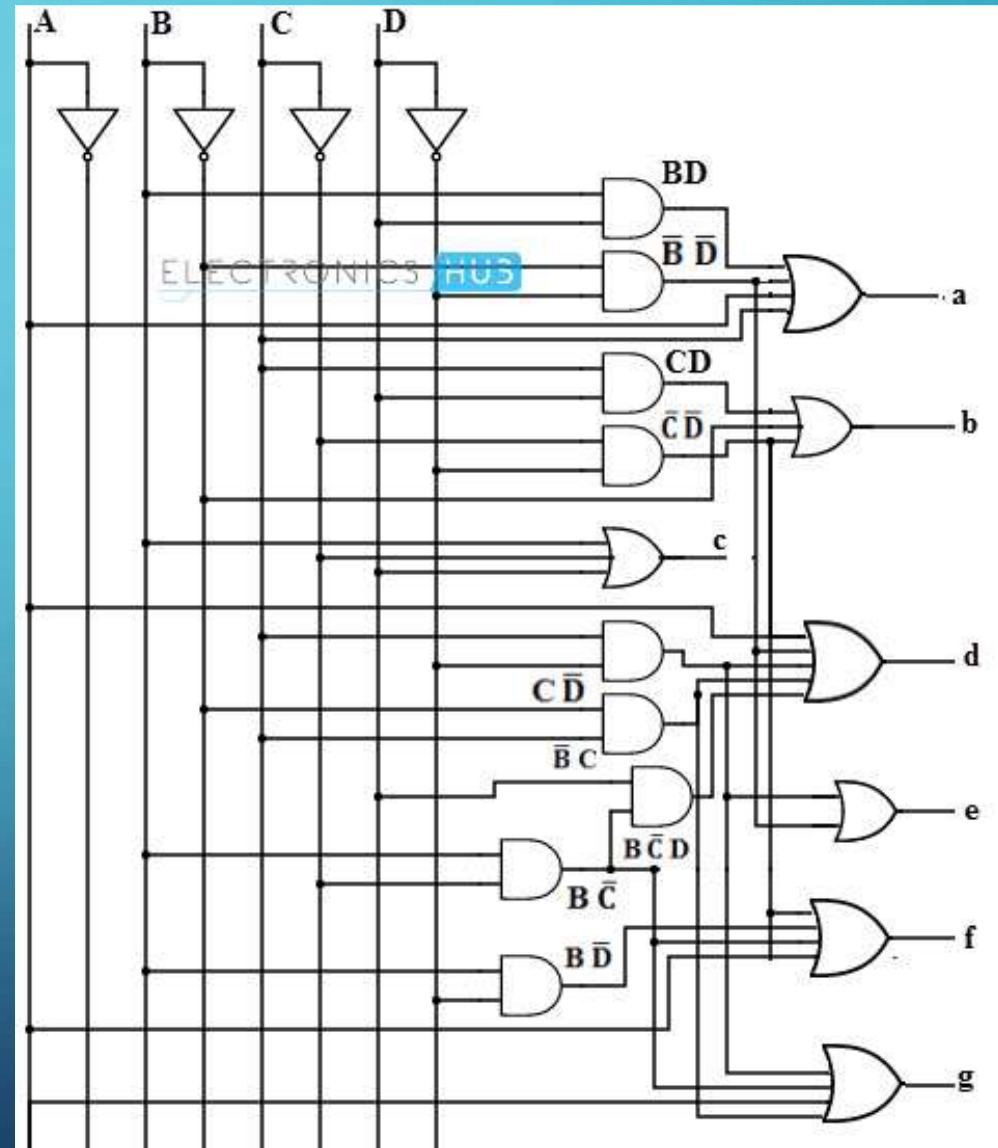 A B C D
BD
B̅ D̅
ELECTRONICS HUB
a
CD
C̅ D̅
b
c
d
C D̅
B̅ C
e
B C̅ D
B C̅
B D̅
f
g